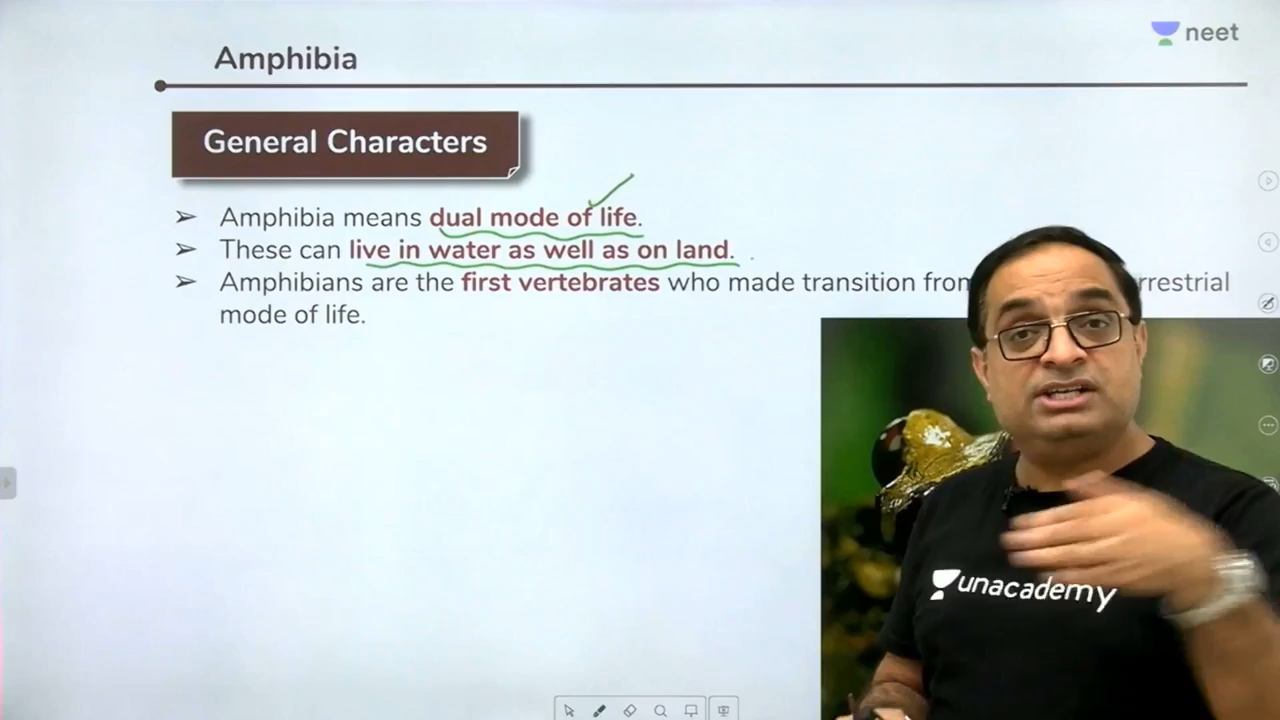 neet
Amphibia
General Characters
➢ Amphibia means dual mode of life.
➢ These can live in water as well as on land.
➢ Amphibians are the first vertebrates who made transition from rrestrial
mode of life.
unacademy